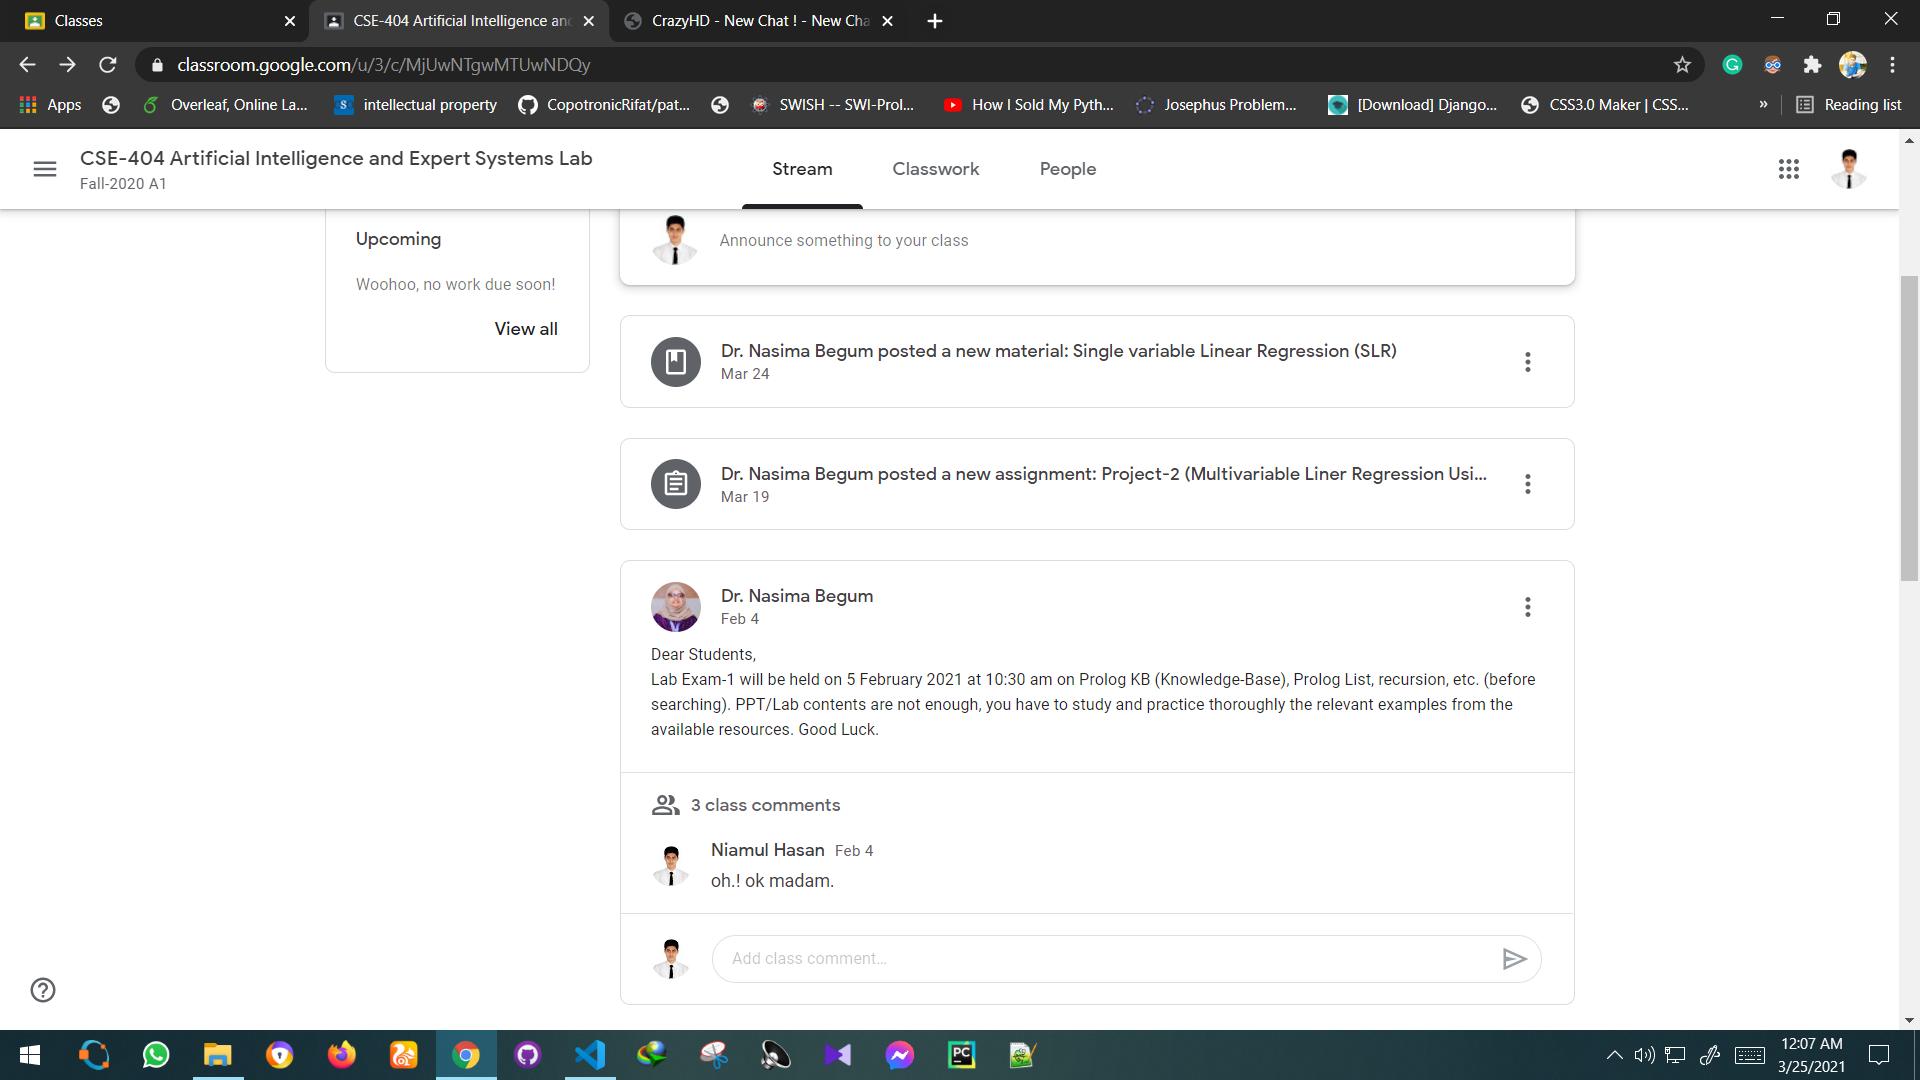 Classes
CSE-404 Artificial Intelligence and
CrazyHD - New Chat ! - New Cha
classroom.google.com/u/3/c/MjUwNTgwMTUwNDQy
Apps
Overleaf, Online La...
intellectual property
CopotronicRifat/pat...
SWISH -- SWI-Prol...
How I Sold My Pyth...
Josephus Problem...
[Download] Django...
CSS3.0 Maker | CSS...
»
Reading list
CSE-404 Artificial Intelligence and Expert Systems Lab
Fall-2020 A1
Stream
Classwork
People
Upcoming
Woohoo, no work due soon!
View all
Announce something to your class
Dr. Nasima Begum posted a new material: Single variable Linear Regression (SLR)
Mar 24
Dr. Nasima Begum posted a new assignment: Project-2 (Multivariable Liner Regression Usi...
Mar 19
Dr. Nasima Begum
Feb 4
Dear Students,
Lab Exam-1 will be held on 5 February 2021 at 10:30 am on Prolog KB (Knowledge-Base), Prolog List, recursion, etc. (before
searching). PPT/Lab contents are not enough, you have to study and practice thoroughly the relevant examples from the
available resources. Good Luck.
3 class comments
Niamul Hasan Feb 4
oh.! ok madam.
Add class comment...
PC
12:07 AM
3/25/2021